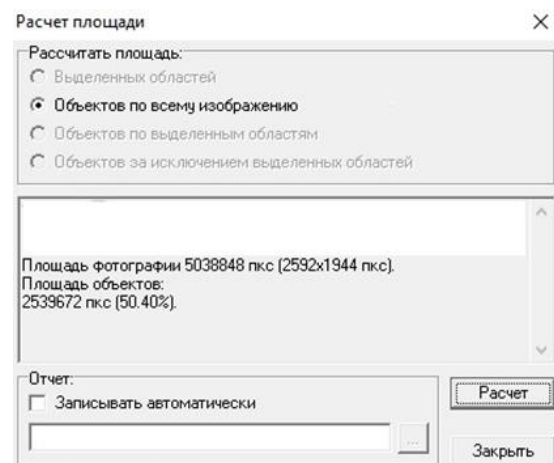 Расчет площади
Рассчитать площадь:
Выделенных областей
Объектов по всему изображению
Объектов по выделенным областям
Объектов за исключением выделенных областей
Площадь фотографии 5038848 пкс (2592x1944 пкс).
Площадь объектов:
2539672 пкс (50.40%).
Отчет:
Записывать автоматически
Расчет
...
Закрыть